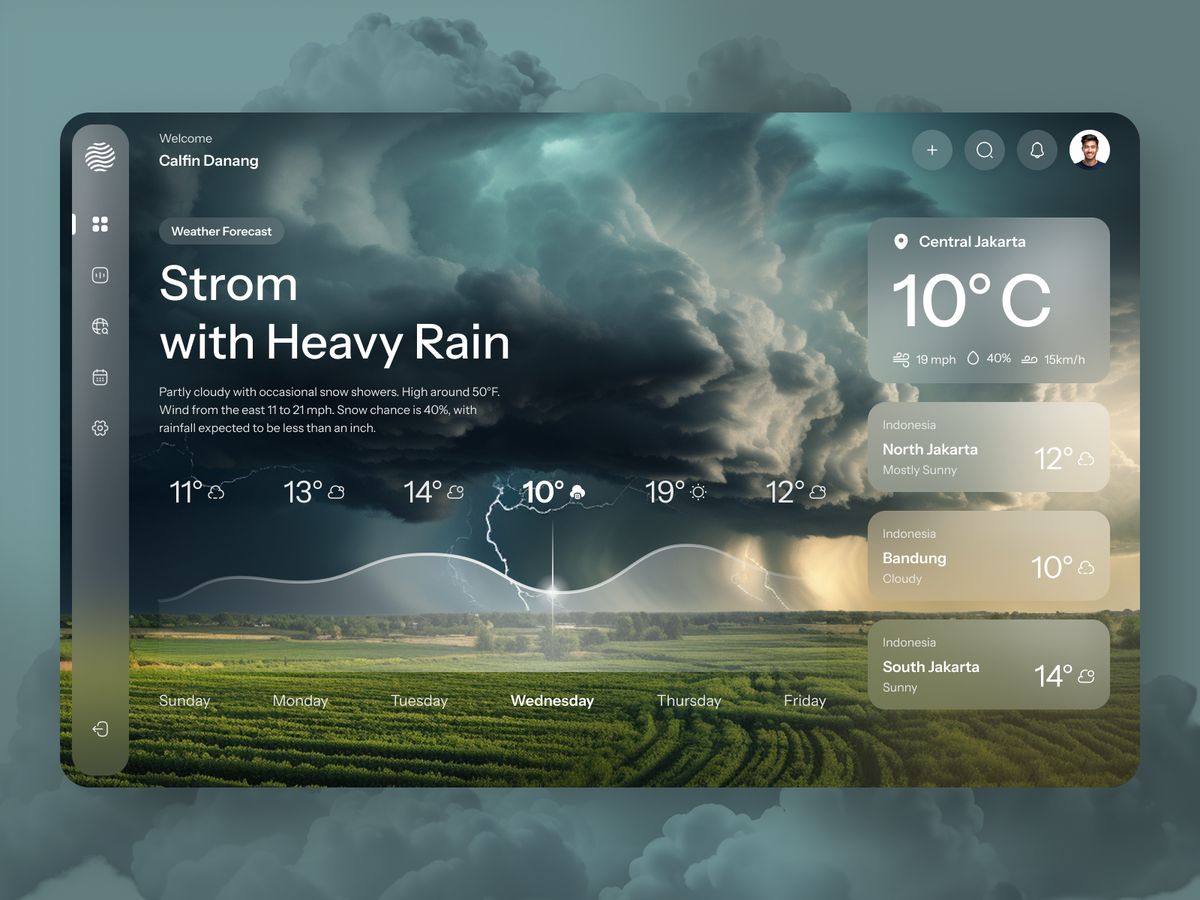 Welcome
Calfin Danang
Weather Forecast
Strom
with Heavy Rain
Partly cloudy with occasional snow showers. High around 50°F.
Wind from the east 11 to 21 mph. Snow chance is 40%, with
rainfall expected to be less than an inch.
11° 13° 14° 10° 19° 12°
Sunday Monday Tuesday Wednesday Thursday Friday
Central Jakarta
10° C
19 mph 40% 15km/h
Indonesia
North Jakarta
Mostly Sunny
12°
Indonesia
Bandung
Cloudy
10°
Indonesia
South Jakarta
Sunny
14°